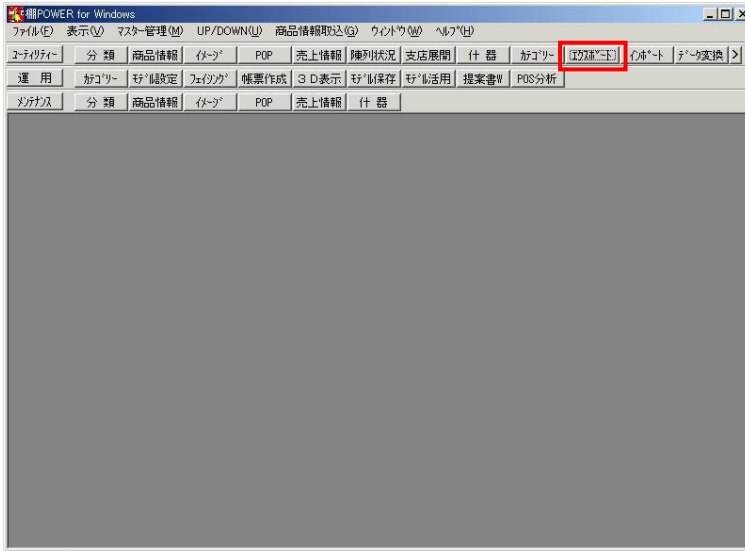 棚POWER for Windows
ファイル(F) 表示(V) マスター管理(M) UP/DOWN(U) 商品情報取込(G) ウィンドウ(W) ヘルプ(H)
ユーティリティー 分類 商品情報 イメージ POP 売上情報 陳列状況 支店展開 什器 カテゴリー エクスポート インポート データ変換 >
運用 カテゴリー モデル設定 フェイシング 帳票作成 3D表示 モデル保存 モデル活用 提案書W POS分析
メンテナンス 分類 商品情報 イメージ POP 売上情報 什器